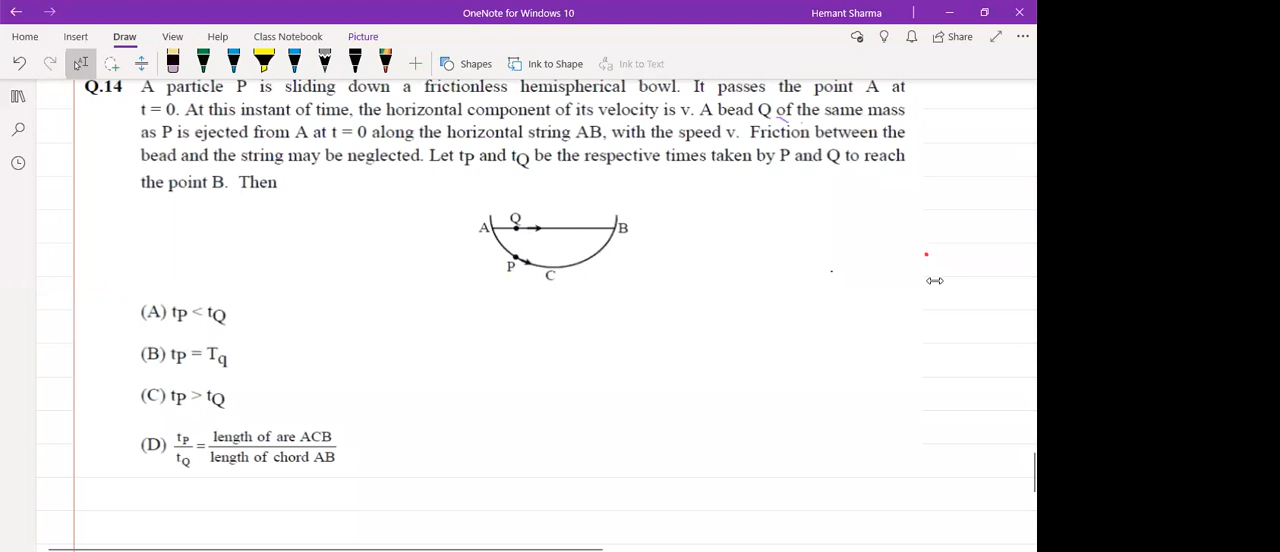 OneNote for Windows 10
Hemant Sharma
Home Insert Draw View Help Class Notebook Picture
Share
Shapes Ink to Shape Ink to Text
Q.14 A particle P is sliding down a frictionless hemispherical bowl. It passes the point A at
t = 0. At this instant of time, the horizontal component of its velocity is v. A bead Q of the same mass
as P is ejected from A at t = 0 along the horizontal string AB, with the speed v. Friction between the
bead and the string may be neglected. Let tP and tQ be the respective times taken by P and Q to reach
the point B. Then
Q
A B
P
C
(A) tP < tQ
(B) tP = Tq
(C) tP > tQ
(D) tP/tQ = length of are ACB/length of chord AB